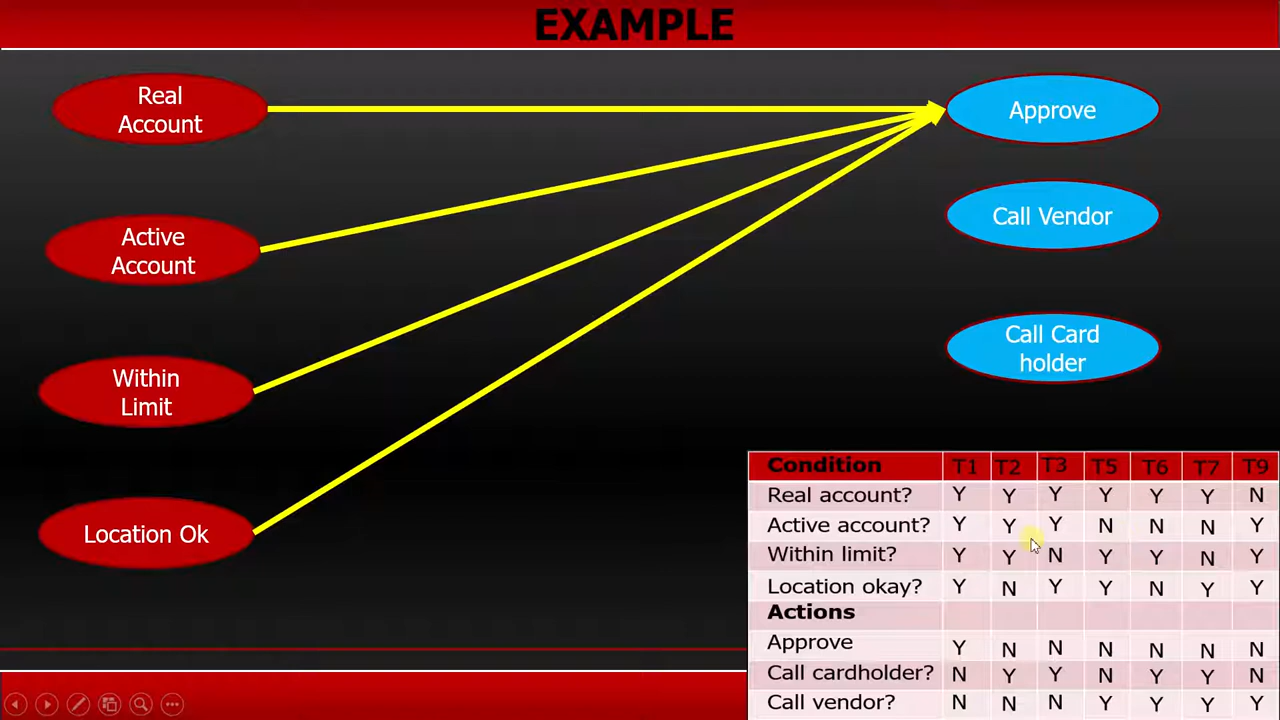 EXAMPLE
Real
Account
Approve
Active
Account
Call Vendor
Within
Limit
Call Card
holder
Location Ok
Condition T1 T2 T3 T5 T6 T7 T9
Real account? Y Y Y Y Y Y N
Active account? Y Y Y N N N Y
Within limit? Y Y N Y Y N Y
Location okay? Y N Y Y N Y Y
Actions
Approve Y N N N N N N
Call cardholder? N Y Y N Y Y N
Call vendor? N N N Y Y Y Y